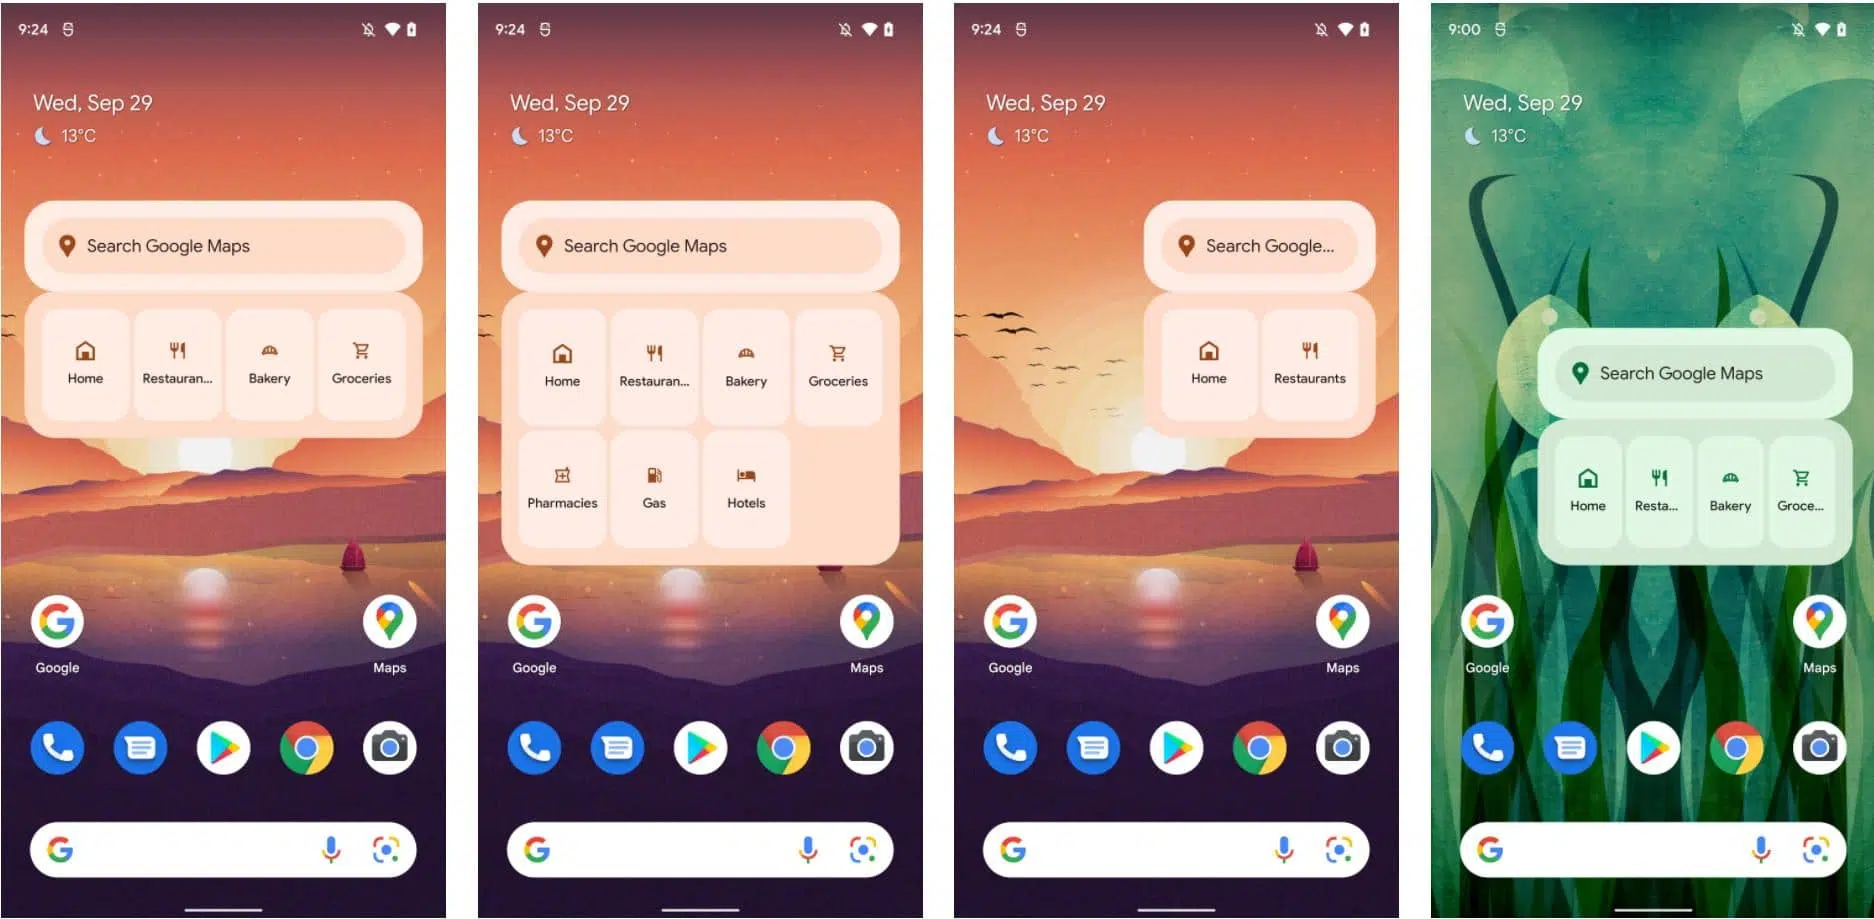 9:24
Wed, Sep 29
13°C
Search Google Maps
Home Restauran... Bakery Groceries
Google Maps
9:24
Wed, Sep 29
13°C
Search Google Maps
Home Restauran... Bakery Groceries
Pharmacies Gas Hotels
Google Maps
9:24
Wed, Sep 29
13°C
Search Google...
Home Restaurants
Google Maps
9:00
Wed, Sep 29
13°C
Search Google Maps
Home Resta... Bakery Groce...
Google Maps